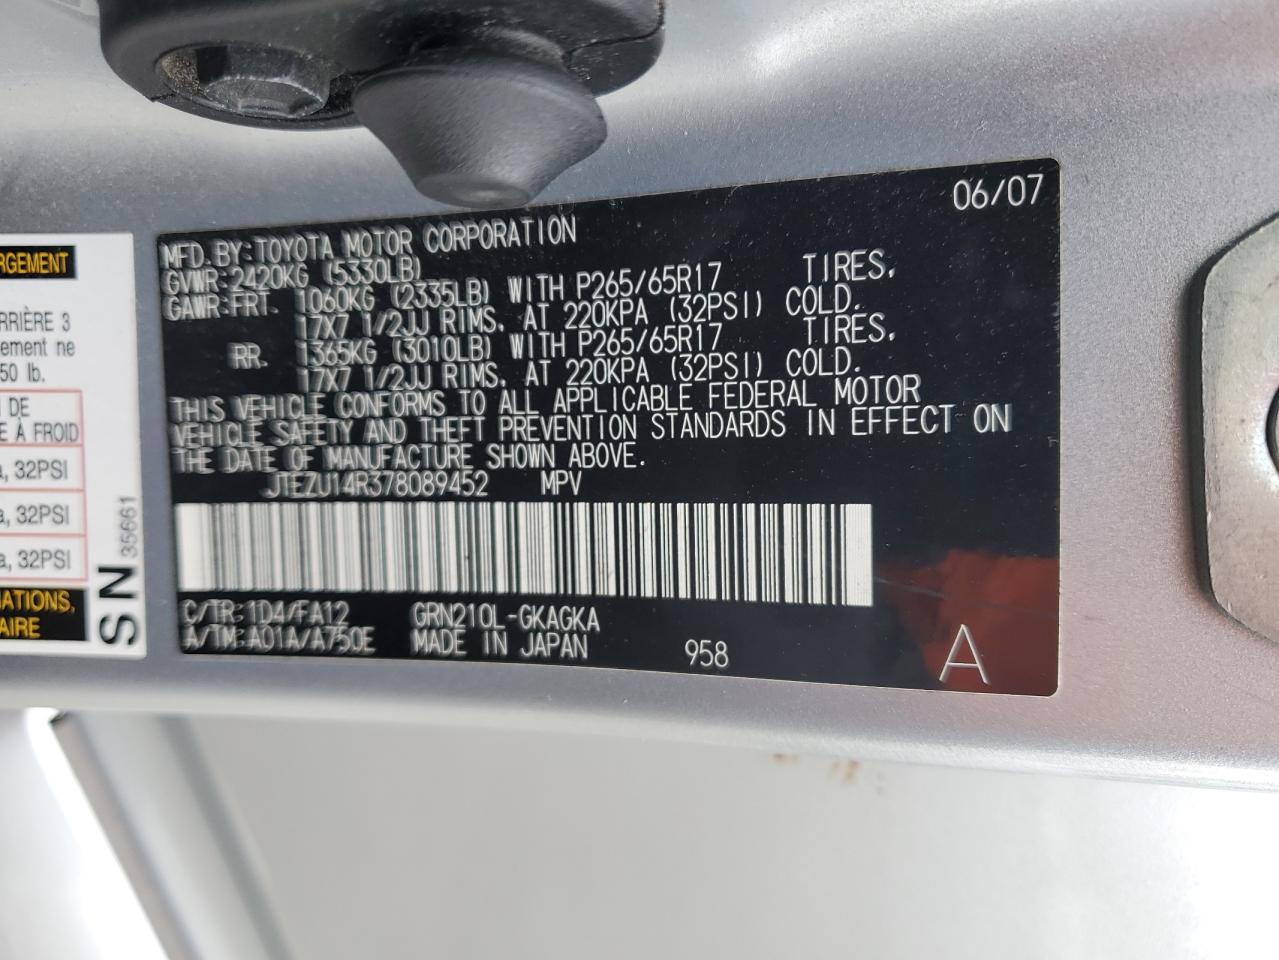 RGEMENT
RRIÈRE 3
ement ne
50 lb.
DE
E À FROID
a, 32PSI
a, 32PSI
a, 32PSI
ATIONS,
AIRE
SN 35661
06/07
MFD.BY:TOYOTA MOTOR CORPORATION
GVWR:2420KG (5330LB)
GAWR:FRT. 1060KG (2335LB) WITH P265/65R17 TIRES,
17X7 1/2JJ RIMS, AT 220KPA (32PSI) COLD.
RR. 1365KG (3010LB) WITH P265/65R17 TIRES,
17X7 1/2JJ RIMS, AT 220KPA (32PSI) COLD.
THIS VEHICLE CONFORMS TO ALL APPLICABLE FEDERAL MOTOR
VEHICLE SAFETY AND THEFT PREVENTION STANDARDS IN EFFECT ON
THE DATE OF MANUFACTURE SHOWN ABOVE.
JTEZU14R378089452 MPV
C/TR:1D4/FA12 GRN210L-GKAGKA
A/TM:A01A/A750E MADE IN JAPAN 958 A